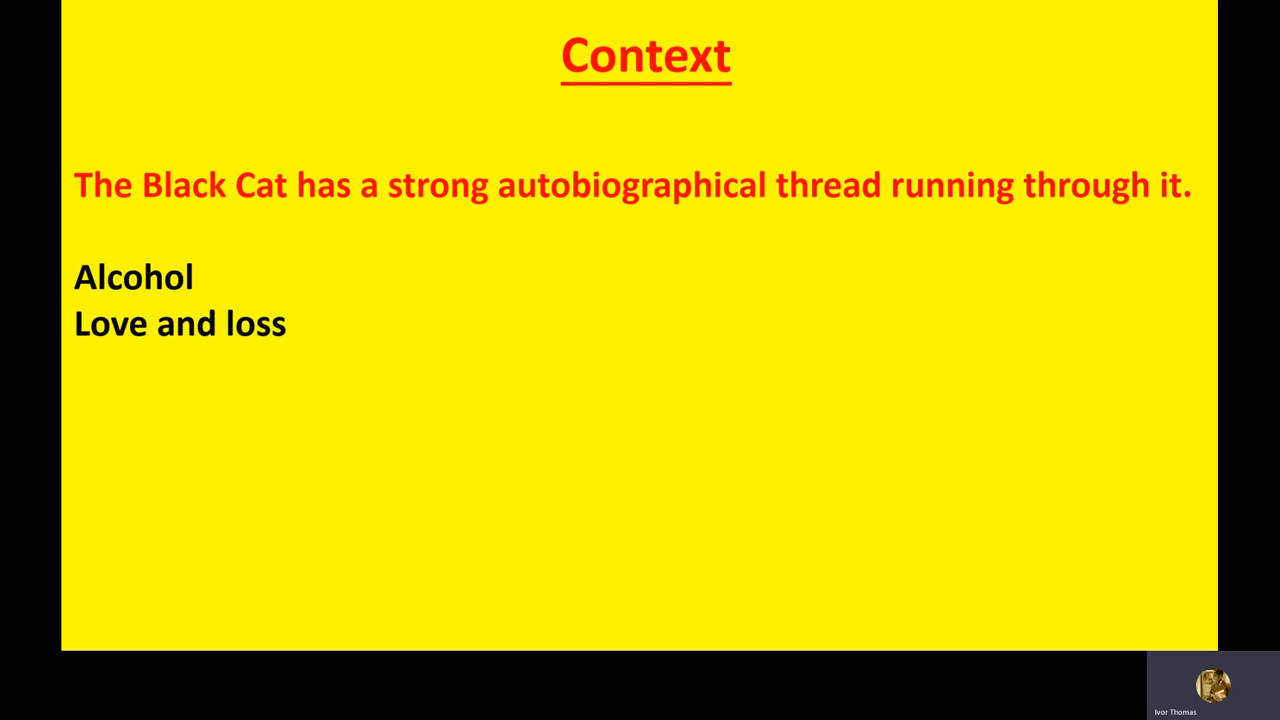 Context
The Black Cat has a strong autobiographical thread running through it.
Alcohol
Love and loss
Ivor Thomas